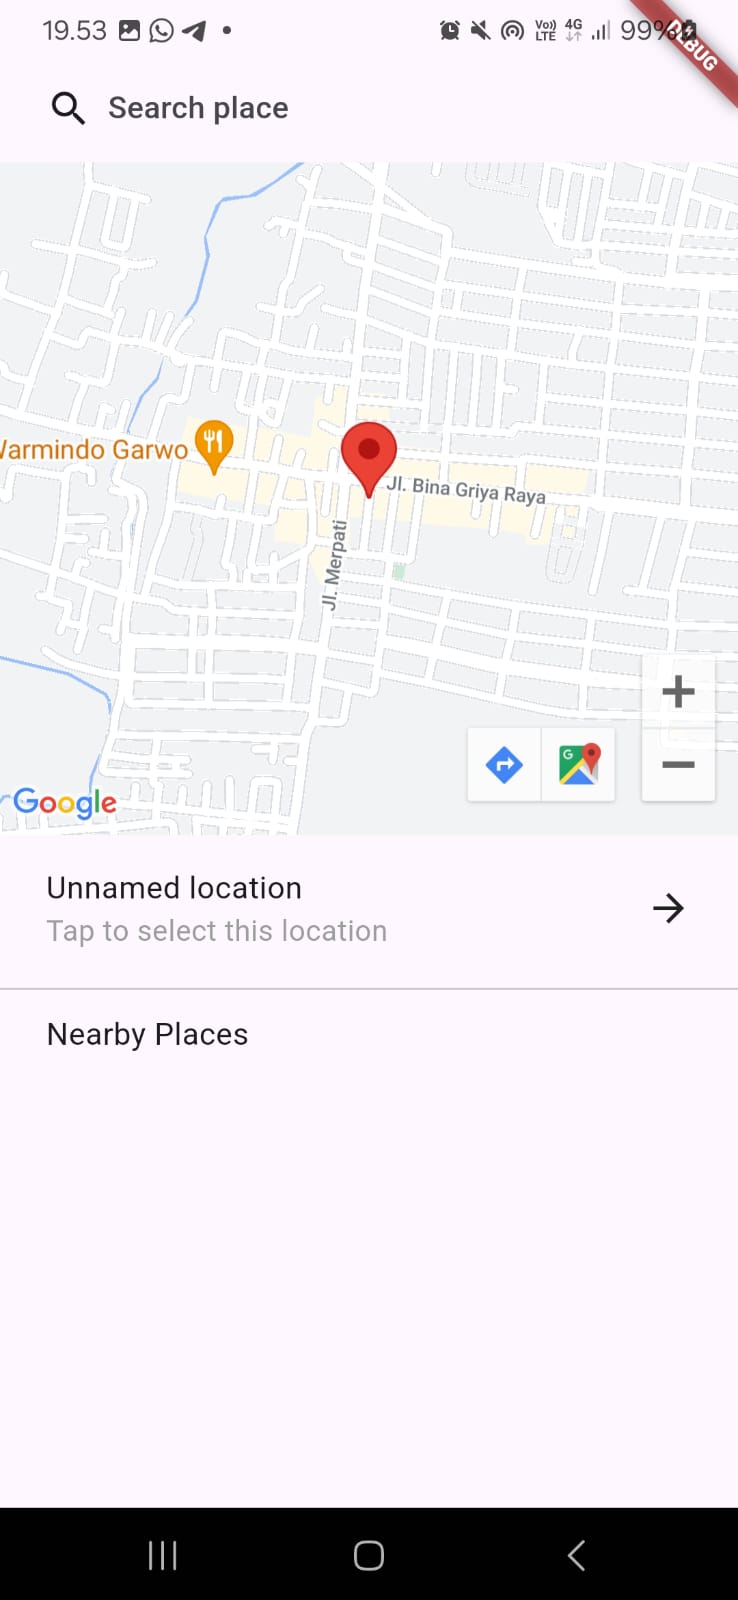 19.53
Vo)) LTE 4G 99%
DEBUG
Search place
Warmindo Garwo
Jl. Bina Griya Raya
Jl. Merpati
G
Google
Unnamed location
Tap to select this location
Nearby Places